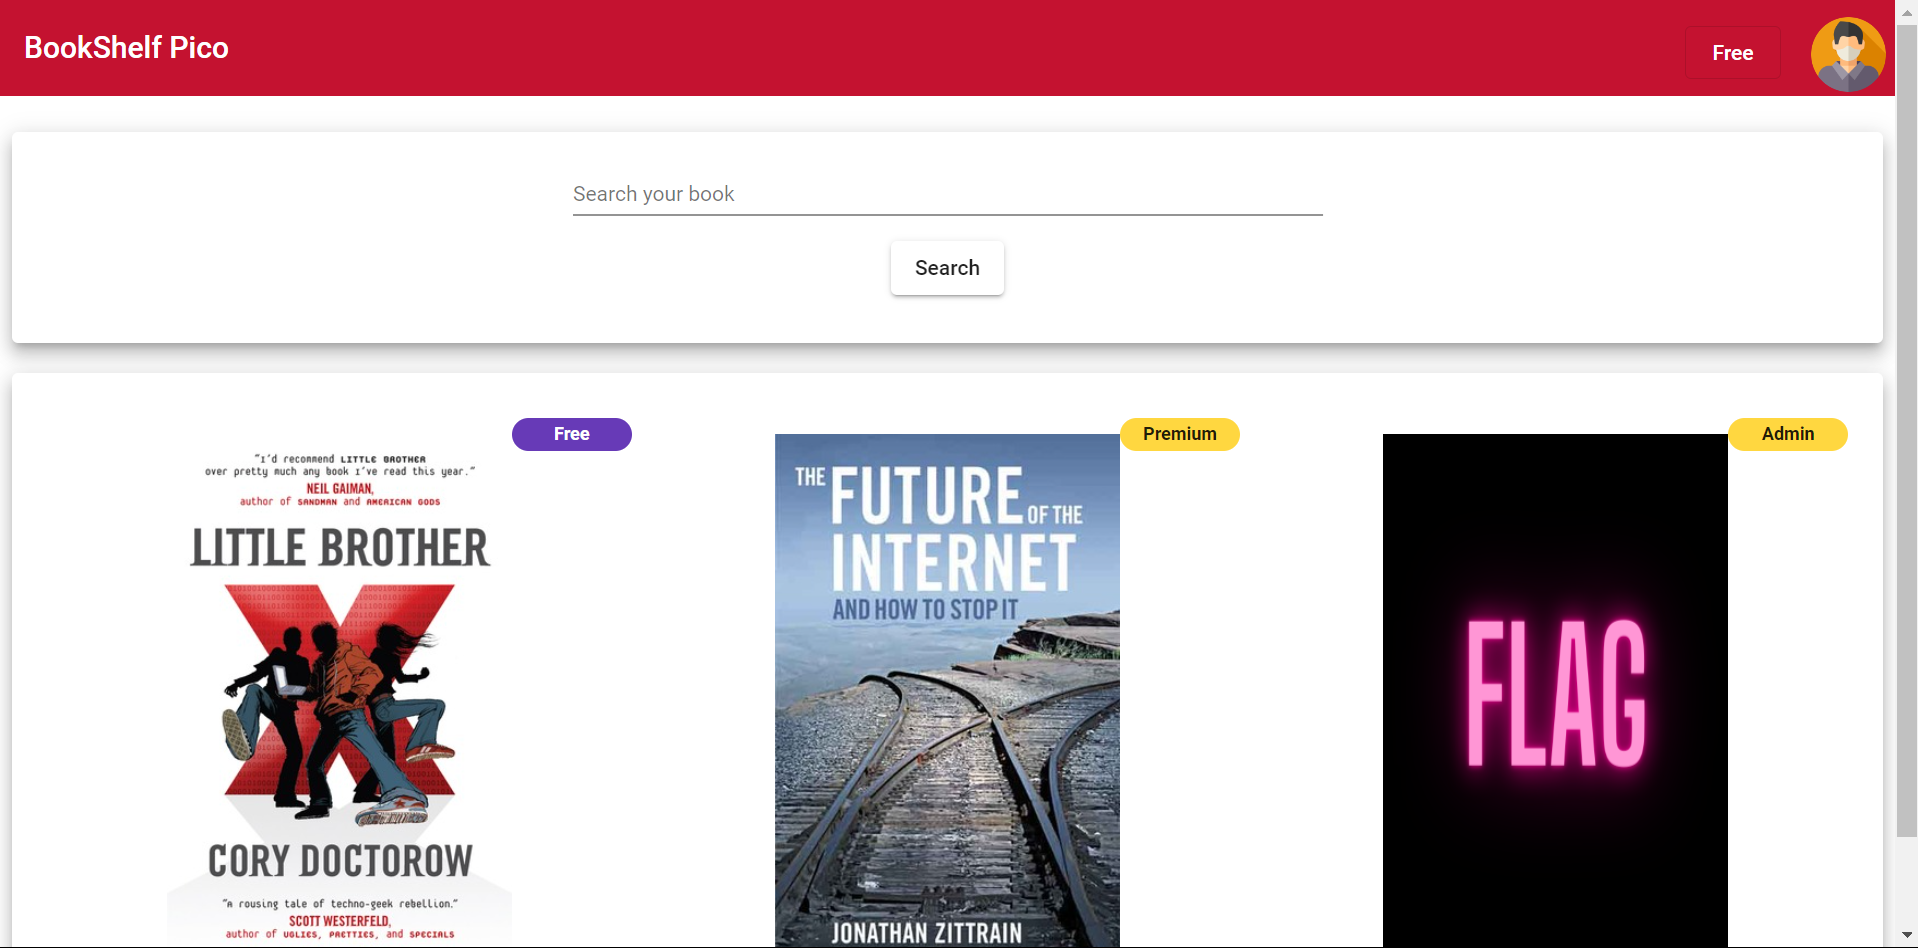 BookShelf Pico
Free
Search your book
Search
Free
"I'd recommend LITTLE BROTHER
over pretty much any book I've read this year."
NEIL GAIMAN,
author of SANDMAN and AMERICAN GODS
LITTLE BROTHER
CORY DOCTOROW
"A rousing tale of techno-geek rebellion."
SCOTT WESTERFELD,
author of UGLIES, PRETTIES, and SPECIALS
Premium
THE FUTURE OF THE
INTERNET
AND HOW TO STOP IT
JONATHAN ZITTRAIN
Admin
FLAG